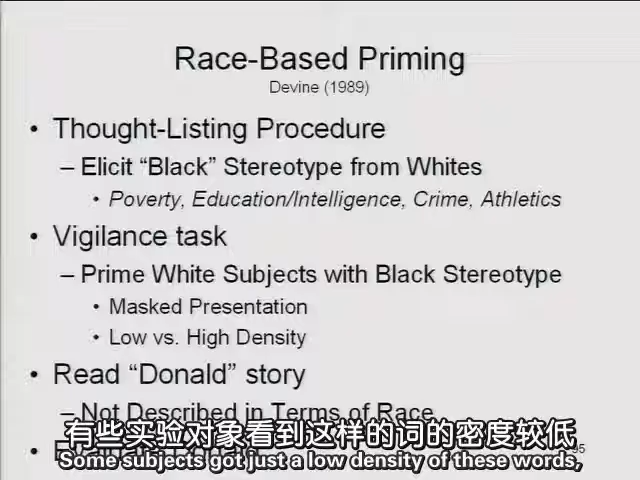 Race-Based Priming
Devine (1989)
• Thought-Listing Procedure
– Elicit “Black” Stereotype from Whites
• Poverty, Education/Intelligence, Crime, Athletics
• Vigilance task
– Prime White Subjects with Black Stereotype
• Masked Presentation
• Low vs. High Density
• Read “Donald” story
– Not Described in Terms of Race
有些实验对象看到这样的词的密度较低
Some subjects got just a low density of these words,